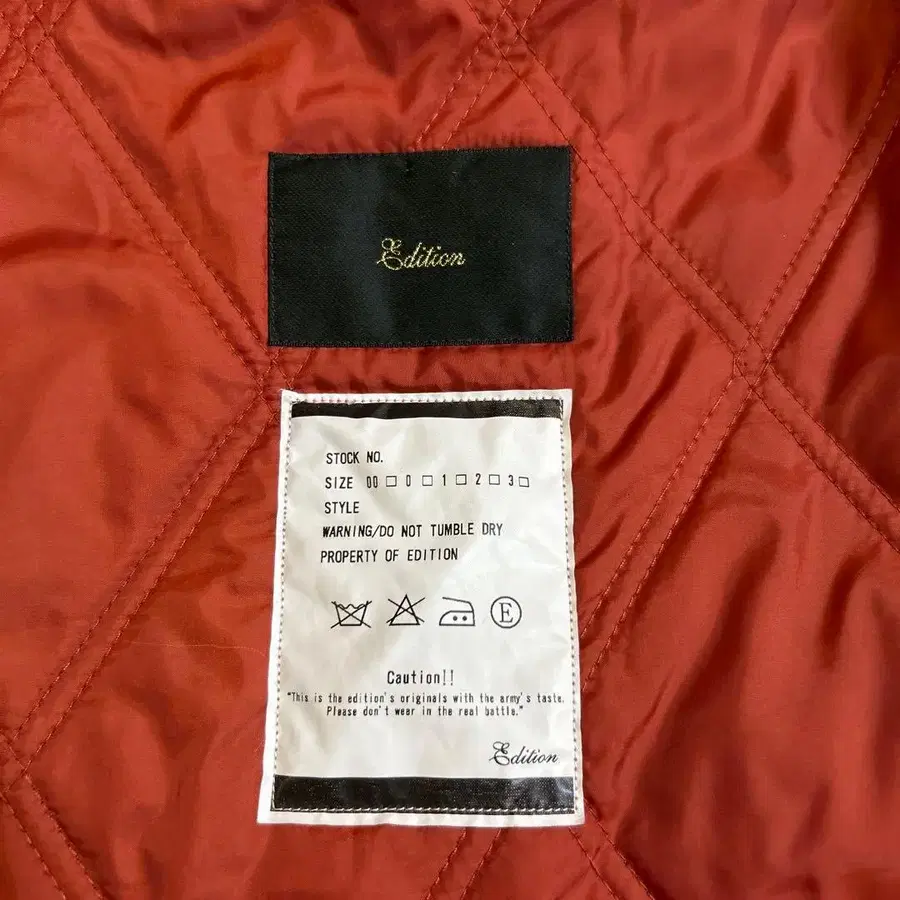 Edition
STOCK NO.
SIZE 00 □ 0 □ 1 □ 2 □ 3 □
STYLE
WARNING/DO NOT TUMBLE DRY
PROPERTY OF EDITION
E
Caution!!
"This is the edition's originals with the army's taste.
Please don't wear in the real battle."
Edition